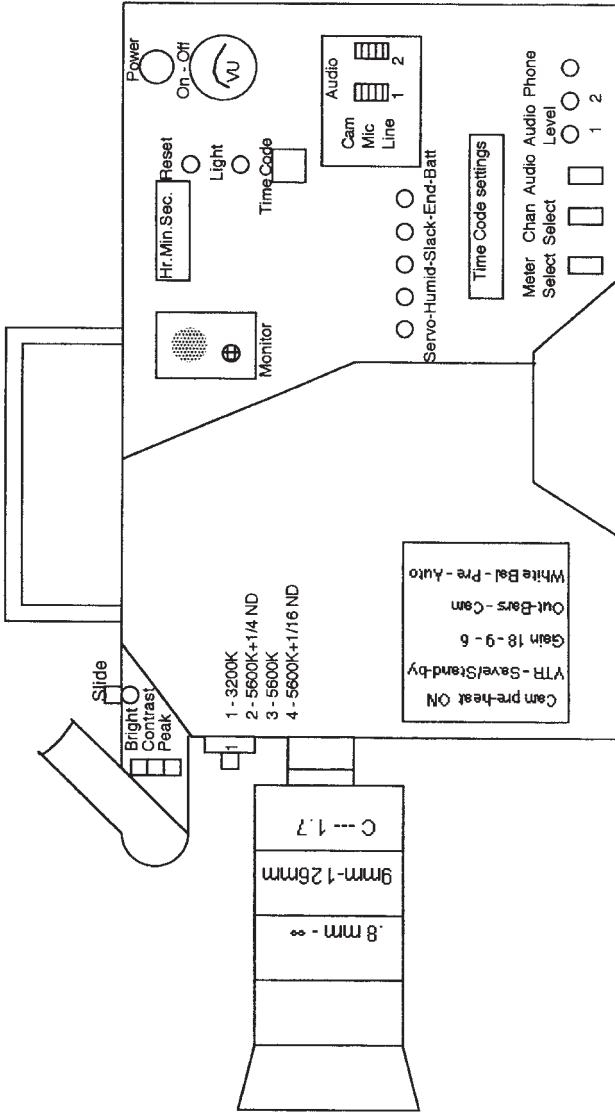 Slide
Bright
Contrast
Peak
1
1 - 3200K
2 - 5600K+1/4 ND
3 - 5600K
4 - 5600K+1/16 ND
C --- 1.7
9mm-126mm
.8 mm - ∞
Cam pre-heat ON
VTR - Save/Stand-by
Gain 18 - 9 - 6
Out-Bars - Cam
White Bal - Pre - Auto
Monitor
Hr.Min.Sec.
Reset
Light
Time Code
Power
On - Off
VU
Audio
Cam
Mic
Line
1 2
Servo-Humid-Slack-End-Batt
Time Code settings
Meter Chan Audio Audio Phone
Select Select Level
1 2